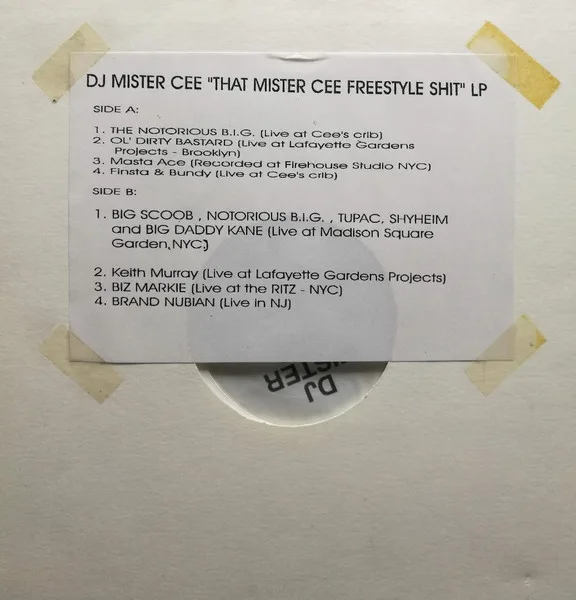 DJ MISTER CEE "THAT MISTER CEE FREESTYLE SHIT" LP
SIDE A:
1. THE NOTORIOUS B.I.G. (Live at Cee's crib)
2. OL' DIRTY BASTARD (Live at Lafayette Gardens
Projects - Brooklyn)
3. Masta Ace (Recorded at Firehouse Studio NYC)
4. Finsta & Bundy (Live at Cee's crib)
SIDE B:
1. BIG SCOOB , NOTORIOUS B.I.G. , TUPAC, SHYHEIM
and BIG DADDY KANE (Live at Madison Square
Garden, NYC)
2. Keith Murray (Live at Lafayette Gardens Projects)
3. BIZ MARKIE (Live at the RITZ - NYC)
4. BRAND NUBIAN (Live in NJ)
DJ
ISTER